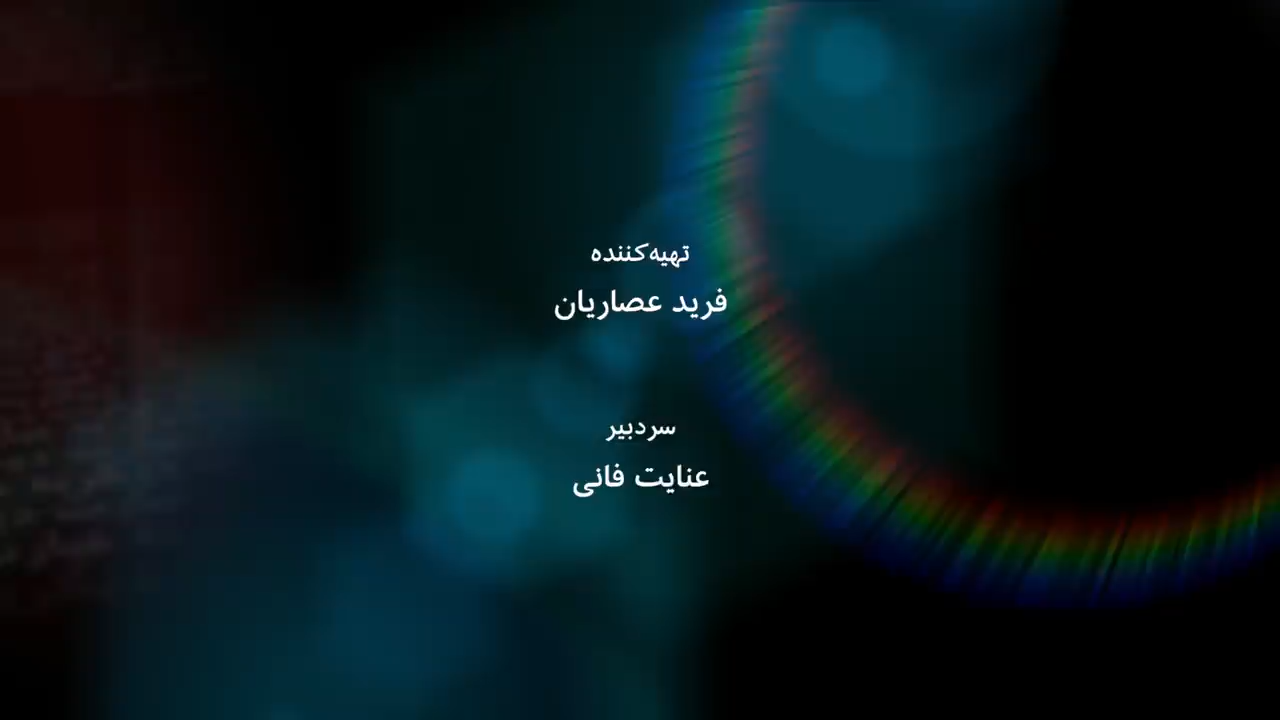 تهیه‌کننده
فرید عصاریان
سردبیر
عنایت فانی